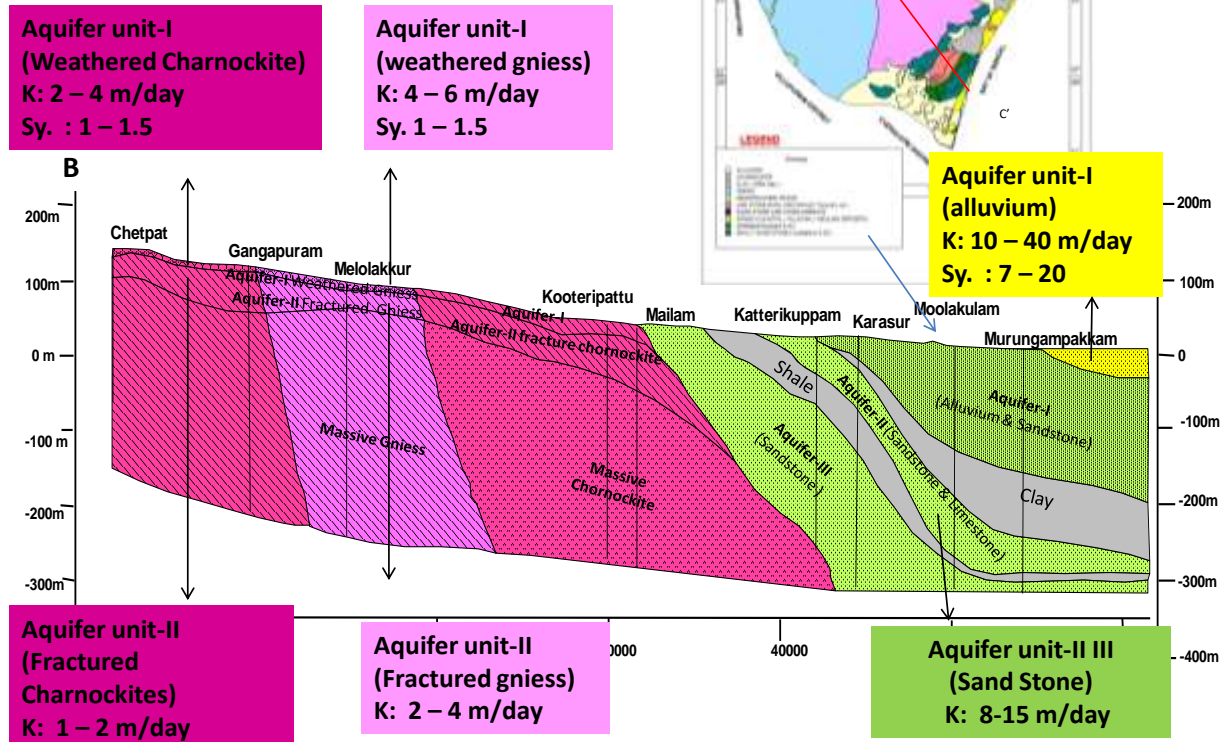 Aquifer unit-I
(Weathered Charnockite)
K: 2 – 4 m/day
Sy. : 1 – 1.5
Aquifer unit-I
(weathered gniess)
K: 4 – 6 m/day
Sy. 1 – 1.5
C'
LEGEND
Aquifer unit-I
(alluvium)
K: 10 – 40 m/day
Sy. : 7 – 20
B
200m
100m
0 m
-100 m
-200m
-300m
200m
100m
0
-100m
-200m
-300m
-400m
Chetpat
Gangapuram
Melolakkur
Kooteripattu
Mailam
Katterikuppam
Karasur
Moolakulam
Murungampakkam
Aquifer-I Weathered Gniess
Aquifer-II Fractured Gniess
Aquifer-I
Aquifer-II fracture chornockite
Massive Gniess
Massive
Chornockite
Shale
Aquifer-III
(Sandstone)
Aquifer-II (Sandstone & Limestone)
Aquifer-I
(Alluvium & Sandstone)
Clay
0000
40000
Aquifer unit-II
(Fractured
Charnockites)
K: 1 – 2 m/day
Aquifer unit-II
(Fractured gniess)
K: 2 – 4 m/day
Aquifer unit-II III
(Sand Stone)
K: 8-15 m/day